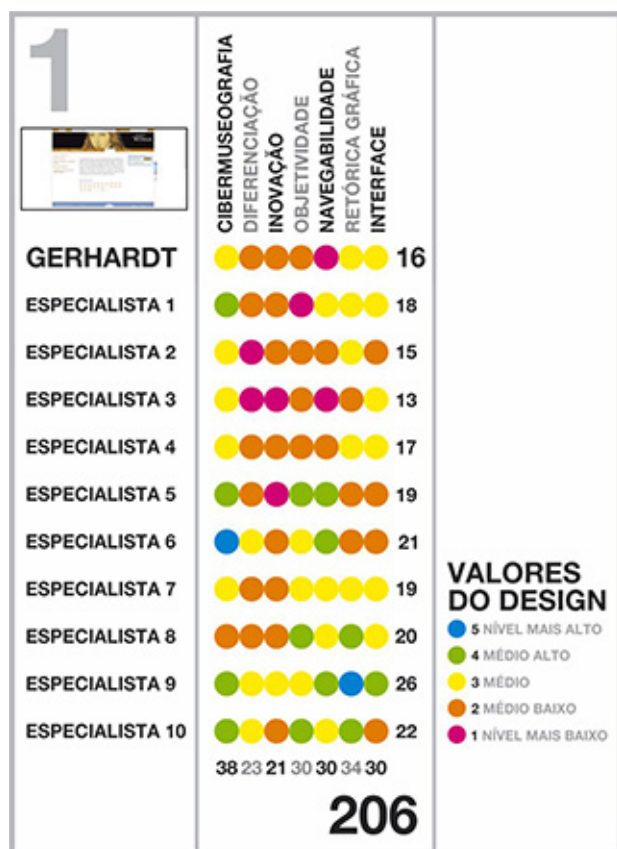 1
CIBERMUSEOGRAFIA
DIFERENCIAÇÃO
INOVAÇÃO
OBJETIVIDADE
NAVEGABILIDADE
RETÓRICA GRÁFICA
INTERFACE
GERHARDT 16
ESPECIALISTA 1 18
ESPECIALISTA 2 15
ESPECIALISTA 3 13
ESPECIALISTA 4 17
ESPECIALISTA 5 19
ESPECIALISTA 6 21
ESPECIALISTA 7 19
ESPECIALISTA 8 20
ESPECIALISTA 9 26
ESPECIALISTA 10 22
38 23 21 30 30 34 30
206
VALORES
DO DESIGN
5 NÍVEL MAIS ALTO
4 MÉDIO ALTO
3 MÉDIO
2 MÉDIO BAIXO
1 NÍVEL MAIS BAIXO